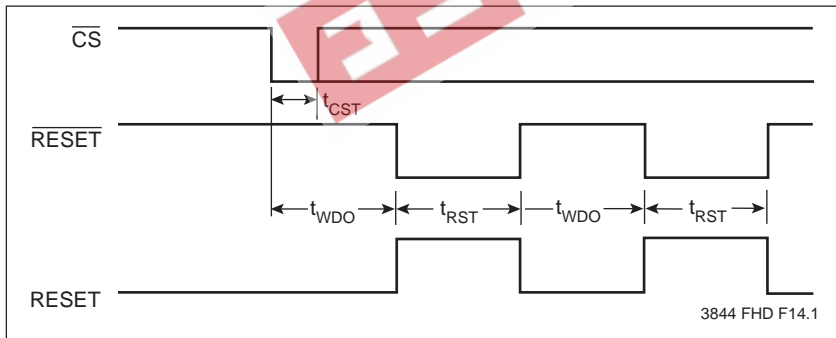 CS
tCST
RESET
tWDO tRST tWDO tRST
RESET
3844 FHD F14.1